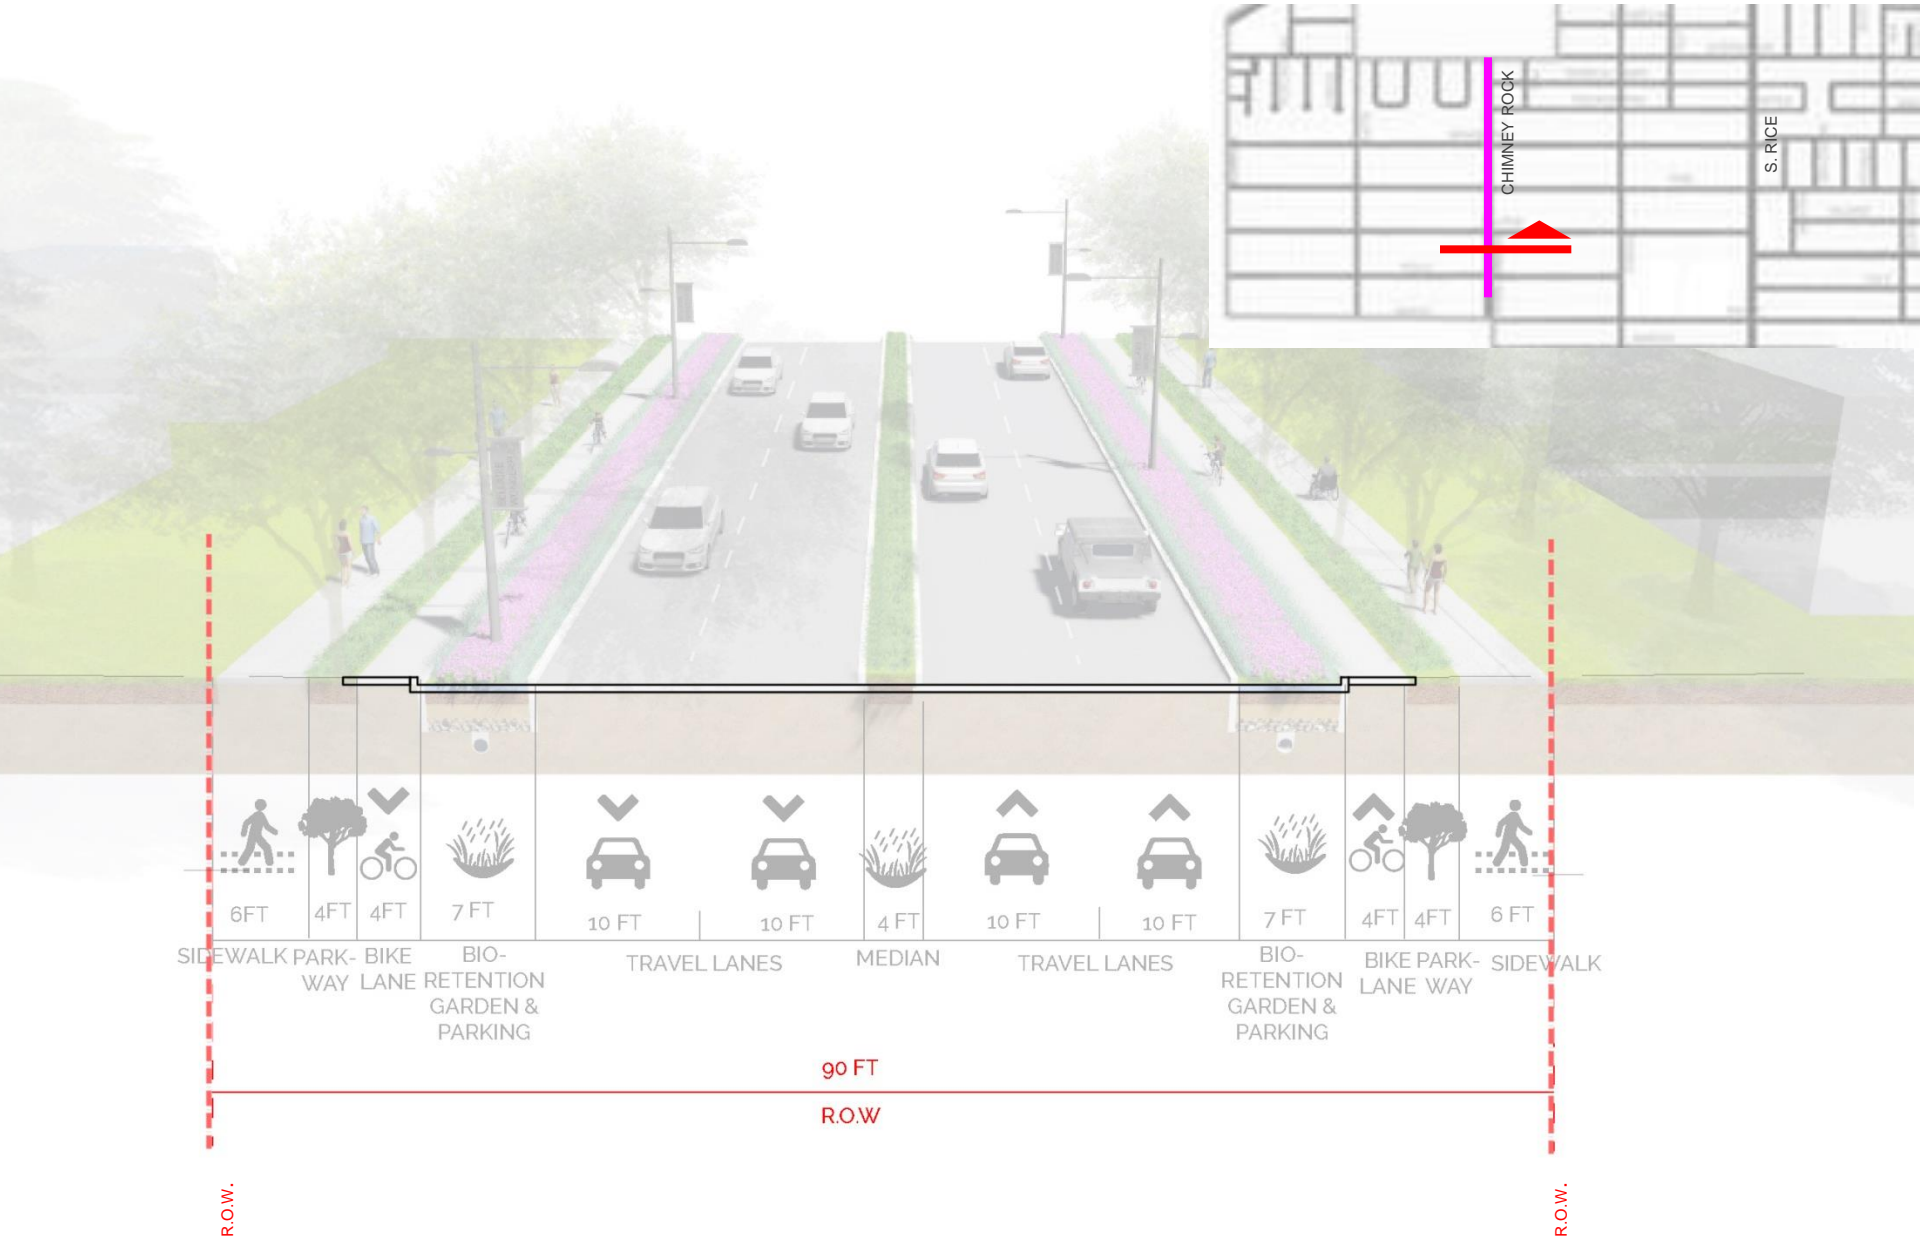 CHIMNEY ROCK
S. RICE
6FT
4FT
4FT
7 FT
10 FT
10 FT
4 FT
10 FT
10 FT
7 FT
4FT
4FT
6 FT
SIDEWALK
PARK-
WAY
BIKE
LANE
BIO-
RETENTION
GARDEN &
PARKING
TRAVEL LANES
MEDIAN
TRAVEL LANES
BIO-
RETENTION
GARDEN &
PARKING
BIKE
LANE
PARK-
WAY
SIDEWALK
90 FT
R.O.W
R.O.W.
R.O.W.